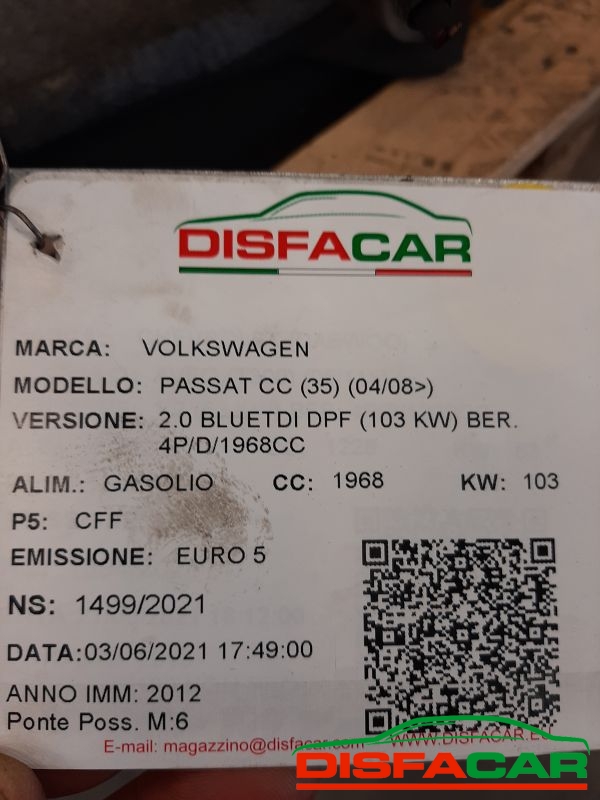 DISFACAR
MARCA: VOLKSWAGEN
MODELLO: PASSAT CC (35) (04/08>)
VERSIONE: 2.0 BLUETDI DPF (103 KW) BER.
4P/D/1968CC
ALIM.: GASOLIO CC: 1968 KW: 103
P5: CFF
EMISSIONE: EURO 5
NS: 1499/2021
DATA:03/06/2021 17:49:00
ANNO IMM: 2012
Ponte Poss. M:6
E-mail: magazzino@disfacar.com
DISFACAR